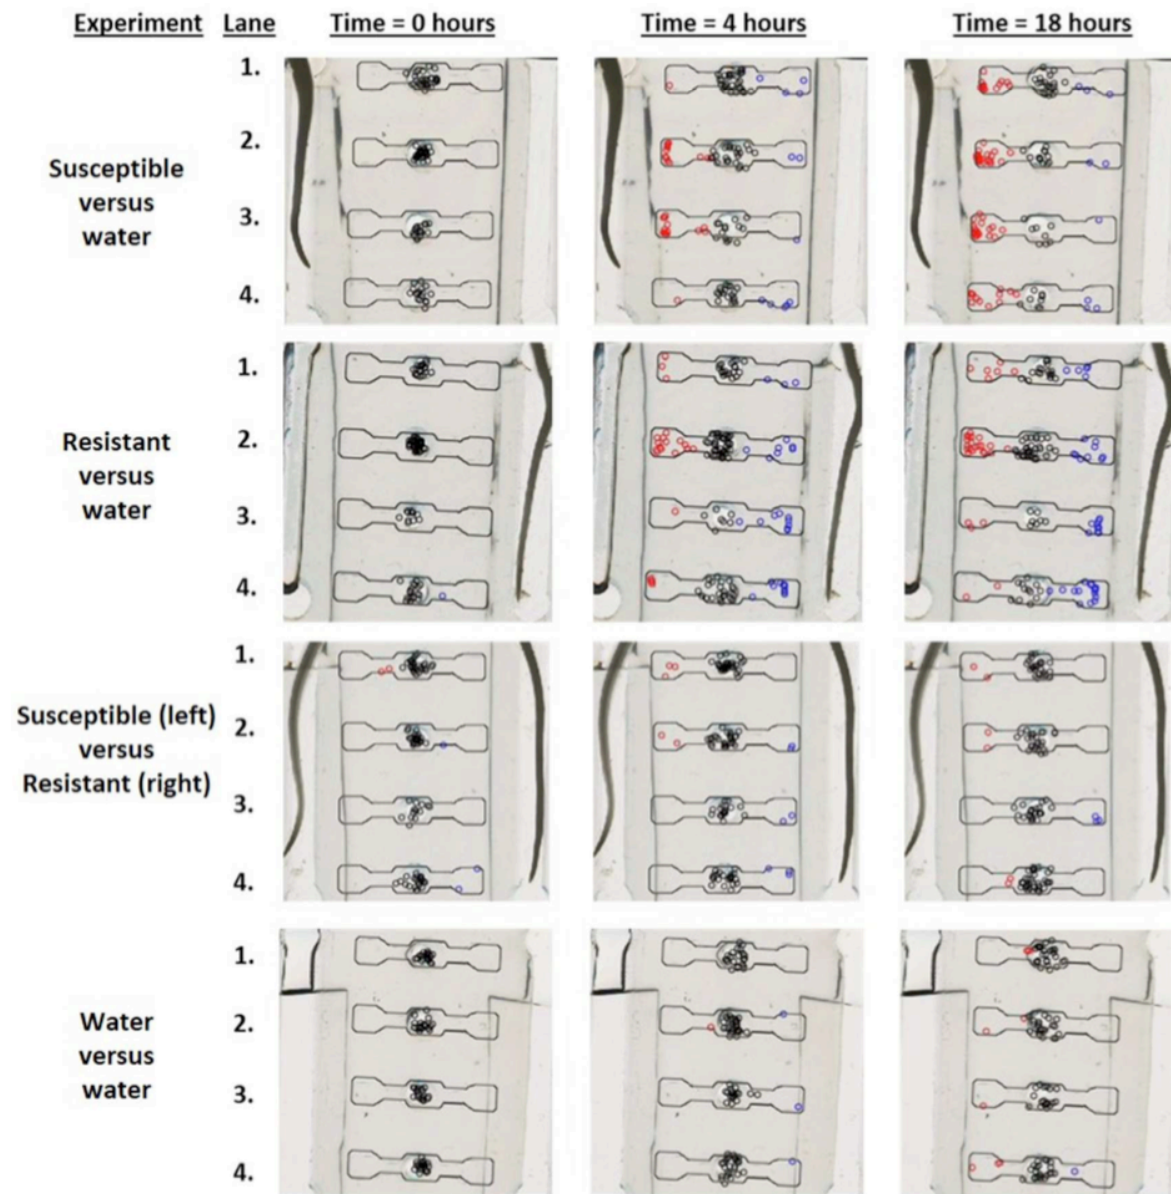 Experiment Lane Time = 0 hours Time = 4 hours Time = 18 hours
1.
2.
Susceptible
versus
water
3.
4.
1.
Resistant
versus
water
2.
3.
4.
1.
Susceptible (left)
versus
Resistant (right)
2.
3.
4.
1.
Water
versus
water
2.
3.
4.